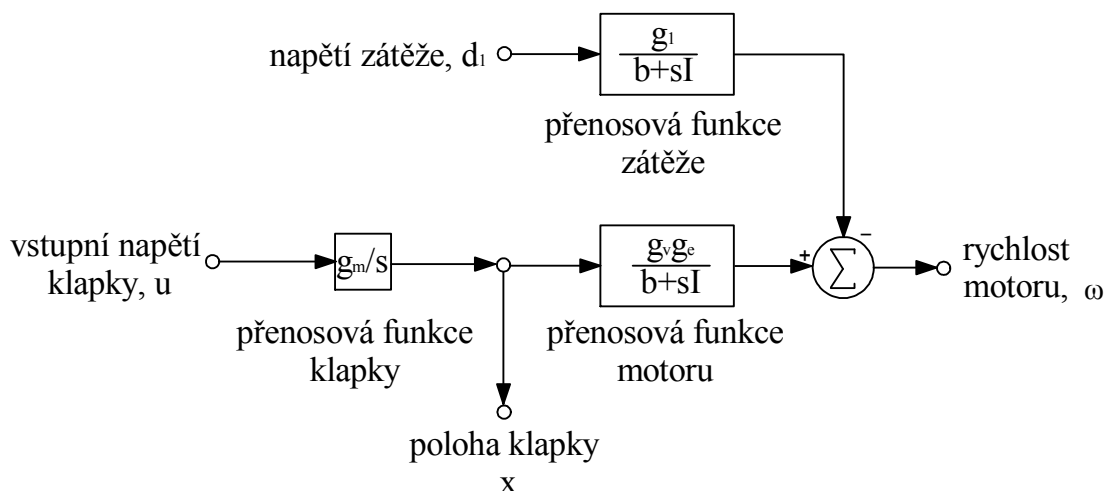 napětí zátěže, d₁
g₁
b+sI
přenosová funkce
zátěže
vstupní napětí
klapky, u
gₘ/s
přenosová funkce
klapky
gᵥgₑ
b+sI
přenosová funkce
motoru
+
−
∑
rychlost
motoru, ω
poloha klapky
x